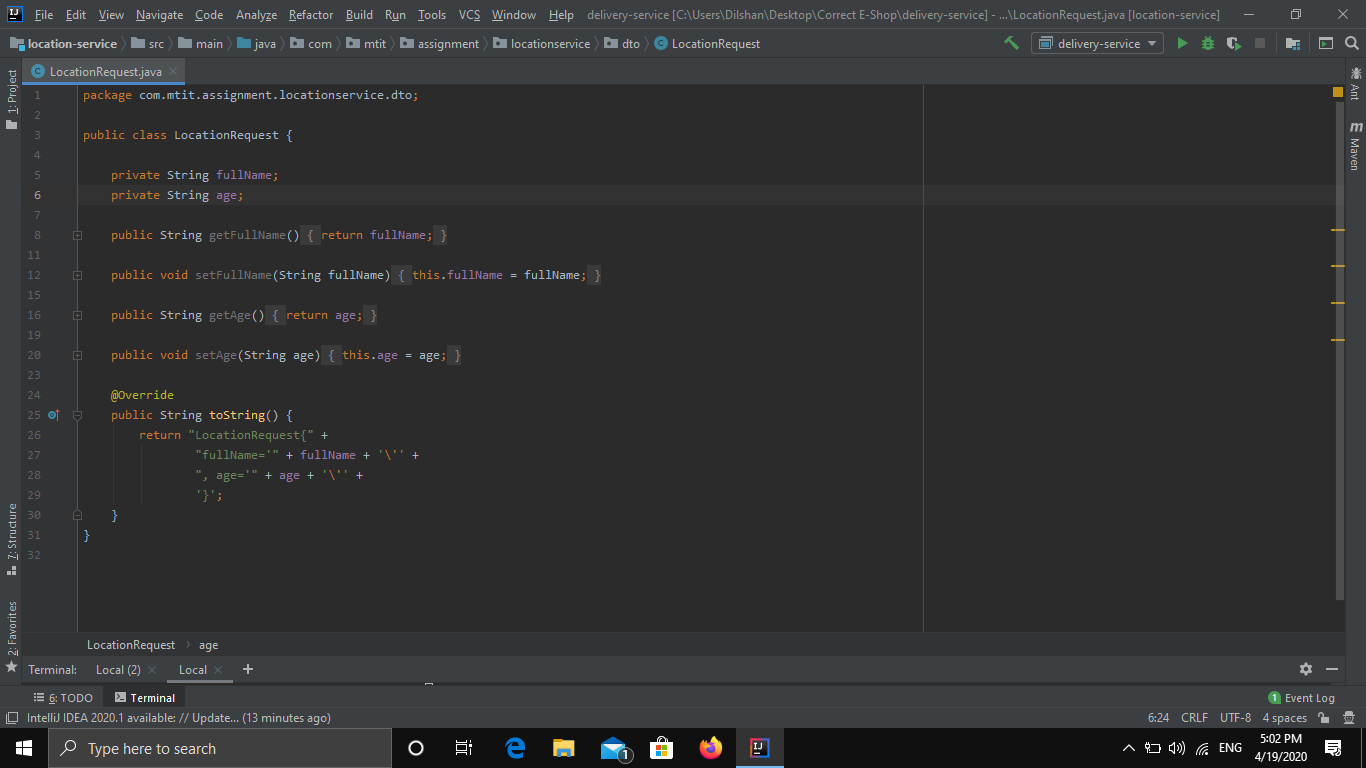 File Edit View Navigate Code Analyze Refactor Build Run Tools VCS Window Help delivery-service [C:\Users\Dilshan\Desktop\Correct E-Shop\delivery-service] - ...\LocationRequest.java [location-service]
location-service src main java com mtit assignment locationservice dto LocationRequest delivery-service
LocationRequest.java
1: Project
Ant
Maven
1 package com.mtit.assignment.locationservice.dto;
2
3 public class LocationRequest {
4
5 private String fullName;
6 private String age;
7
8 public String getFullName() { return fullName; }
11
12 public void setFullName(String fullName) { this.fullName = fullName; }
15
16 public String getAge() { return age; }
19
20 public void setAge(String age) { this.age = age; }
23
24 @Override
25 public String toString() {
26 return "LocationRequest{" +
27 "fullName='" + fullName + '\'' +
28 ", age='" + age + '\'' +
29 '}';
30 }
31 }
32
7: Structure
2: Favorites
LocationRequest age
Terminal: Local (2) Local
6: TODO Terminal 1 Event Log
IntelliJ IDEA 2020.1 available: // Update... (13 minutes ago) 6:24 CRLF UTF-8 4 spaces
Type here to search 1 ENG 5:02 PM
4/19/2020